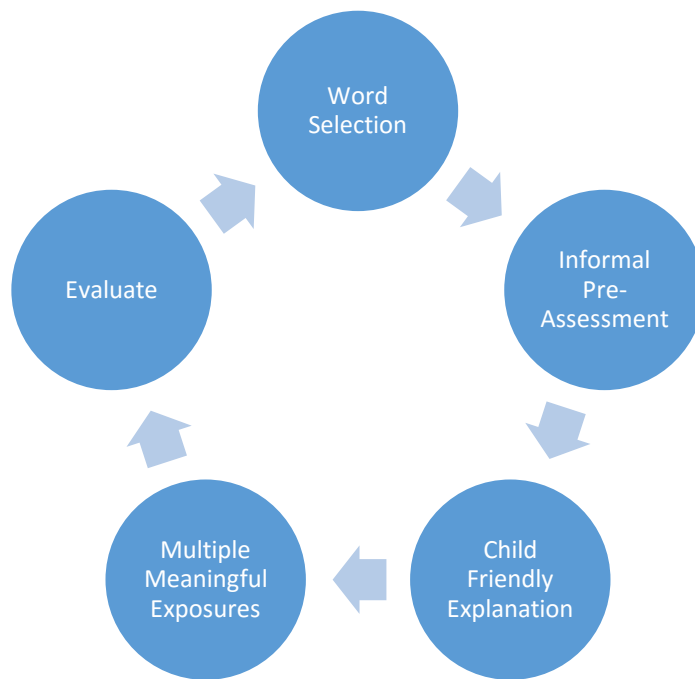 Word
Selection
Informal
Pre-
Assessment
Child
Friendly
Explanation
Multiple
Meaningful
Exposures
Evaluate